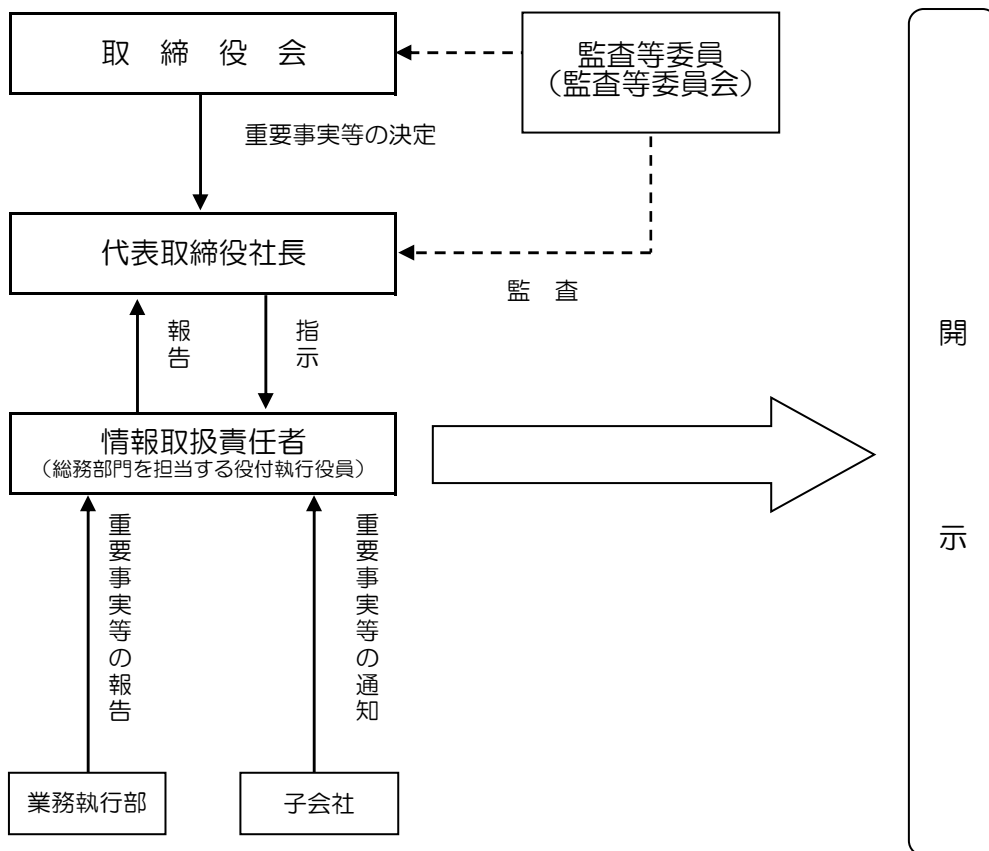 取　締　役　会
監査等委員
（監査等委員会）
重要事実等の決定
代表取締役社長
監　査
報告
指示
開示
情報取扱責任者
（総務部門を担当する役付執行役員）
重要事実等の報告
重要事実等の通知
業務執行部
子会社